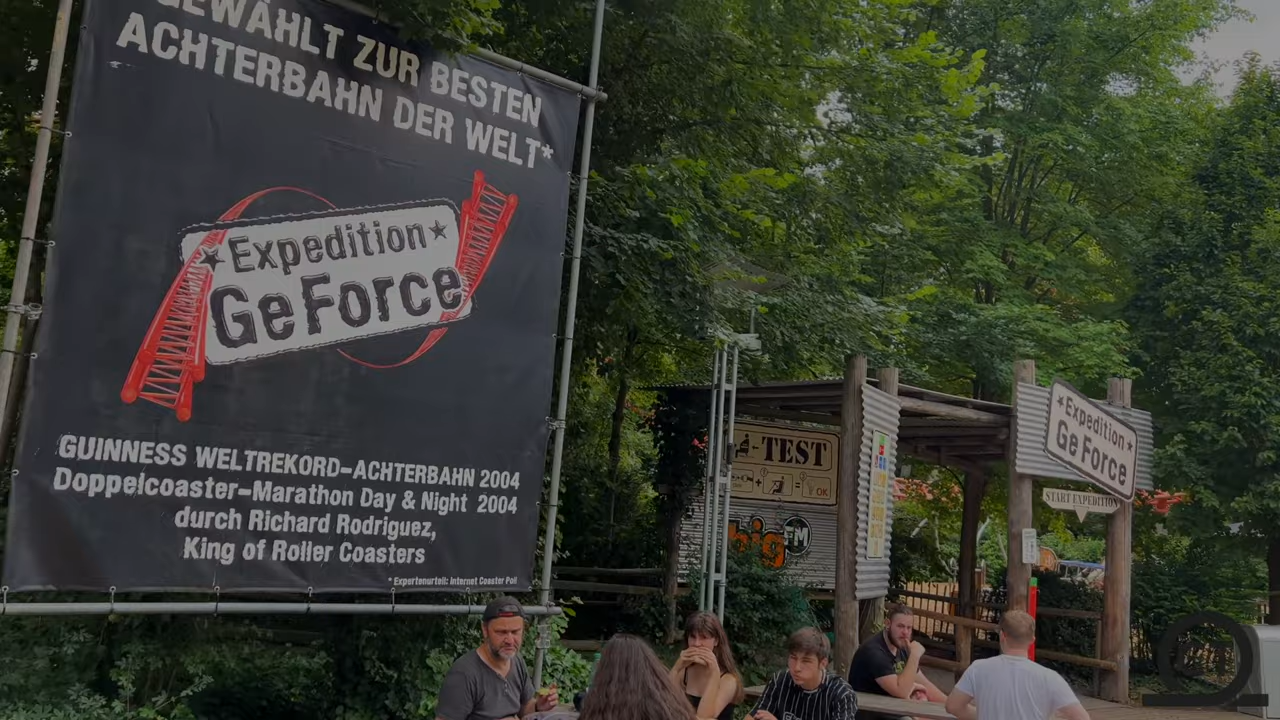 GEWÄHLT ZUR BESTEN
ACHTERBAHN DER WELT*
Expedition
GeForce
GUINNESS WELTREKORD-ACHTERBAHN 2004
Doppelcoaster-Marathon Day & Night 2004
durch Richard Rodriguez,
King of Roller Coasters
* Expertenurteil: Internet Coaster Poll
-TEST
OK
big FM
Expedition
GeForce
START EXPEDITION